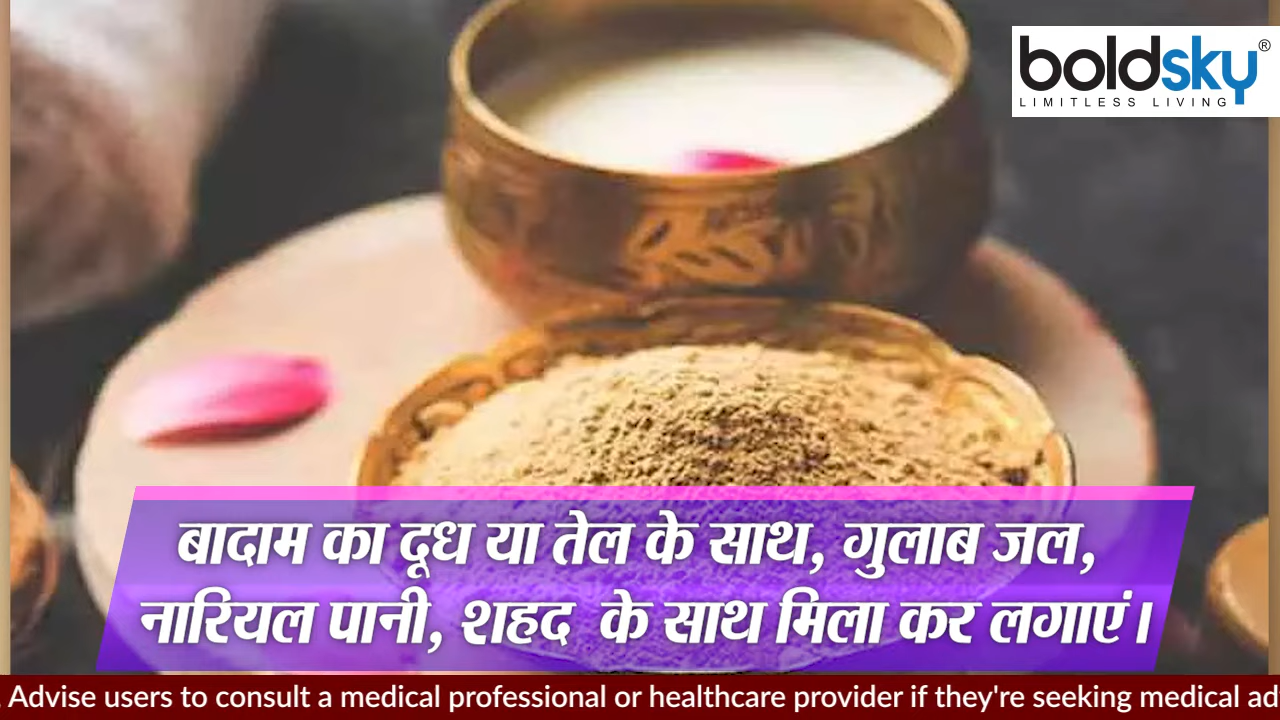 boldsky®
LIMITLESS LIVING
बादाम का दूध या तेल के साथ, गुलाब जल,
नारियल पानी, शहद के साथ मिला कर लगाएं।
Advise users to consult a medical professional or healthcare provider if they're seeking medical ad